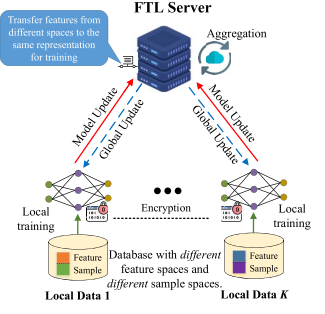 FTL Server
Transfer features from
different spaces to the
same representation
for training
Aggregation
Model Update
Global Update
Model Update
Global Update
Local
training
Encryption
Local
training
Feature
Sample
Database with different
feature spaces and
different sample spaces.
Feature
Sample
Local Data 1
Local Data K